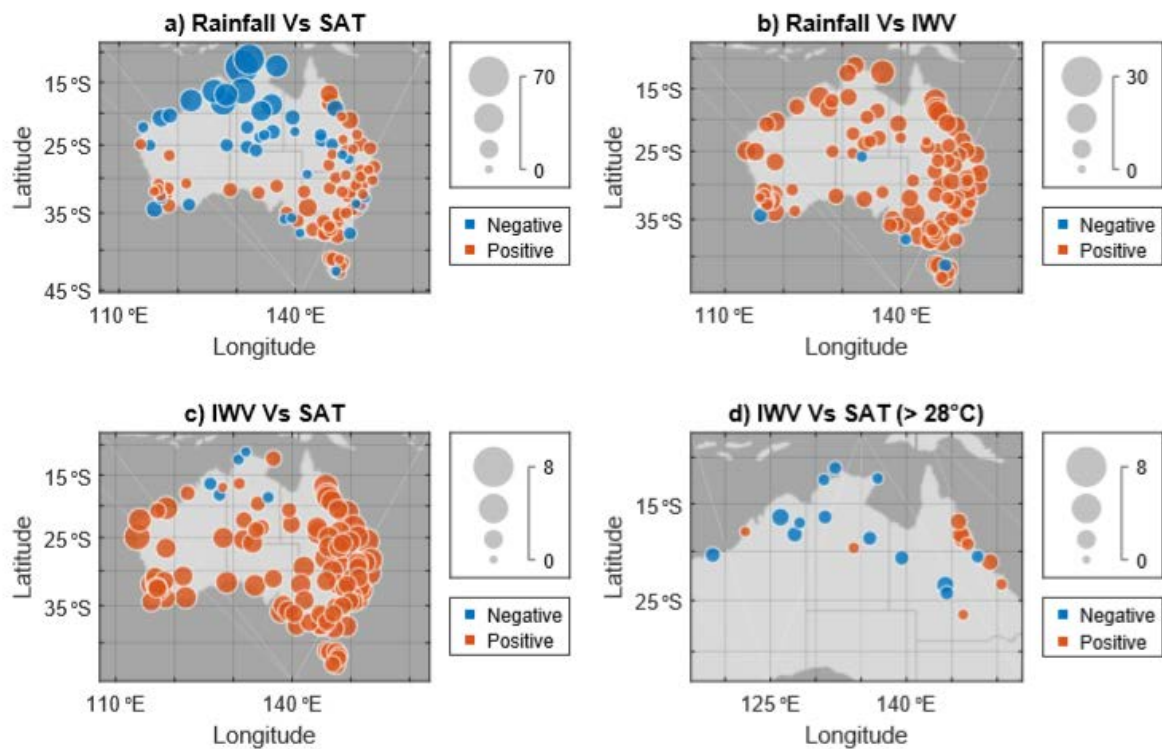 a) Rainfall Vs SAT
15°S
25°S
35°S
45°S
Latitude
110°E
140°E
Longitude
70
0
Negative
Positive
b) Rainfall Vs IWV
15°S
25°S
35°S
Latitude
110°E
140°E
Longitude
30
0
Negative
Positive
c) IWV Vs SAT
15°S
25°S
35°S
Latitude
110°E
140°E
Longitude
8
0
Negative
Positive
d) IWV Vs SAT (> 28°C)
15°S
25°S
Latitude
125°E
140°E
Longitude
8
0
Negative
Positive